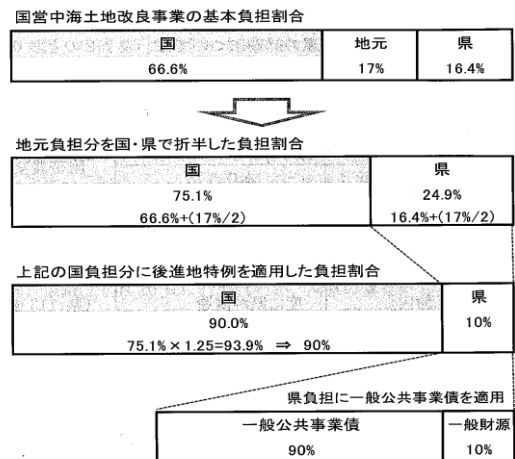 国営中海土地改良事業の基本負担割合
国 地元 県
66.6% 17% 16.4%
地元負担分を国・県で折半した負担割合
国 県
75.1% 24.9%
66.6%+(17%/2) 16.4%+(17%/2)
上記の国負担分に後進地特例を適用した負担割合
国 県
90.0% 10%
75.1%×1.25=93.9% ⇒ 90%
県負担に一般公共事業債を適用
一般公共事業債 一般財源
90% 10%